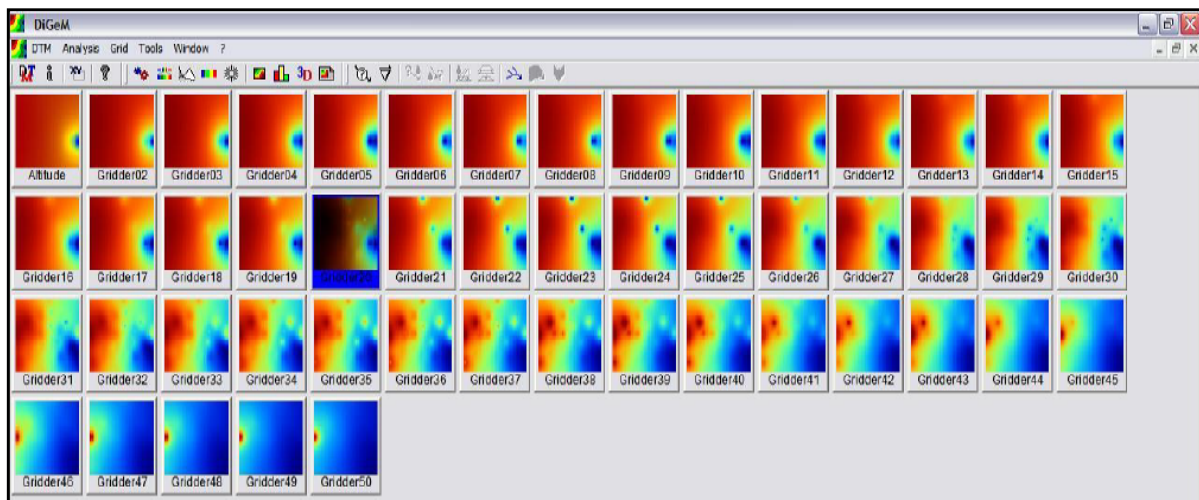 DiGeM
DTM Analysis Grid Tools Window ?
3D
Altitude Gridder02 Gridder03 Gridder04 Gridder05 Gridder06 Gridder07 Gridder08 Gridder09 Gridder10 Gridder11 Gridder12 Gridder13 Gridder14 Gridder15
Gridder16 Gridder17 Gridder18 Gridder19 Gridder20 Gridder21 Gridder22 Gridder23 Gridder24 Gridder25 Gridder26 Gridder27 Gridder28 Gridder29 Gridder30
Gridder31 Gridder32 Gridder33 Gridder34 Gridder35 Gridder36 Gridder37 Gridder38 Gridder39 Gridder40 Gridder41 Gridder42 Gridder43 Gridder44 Gridder45
Gridder46 Gridder47 Gridder48 Gridder49 Gridder50